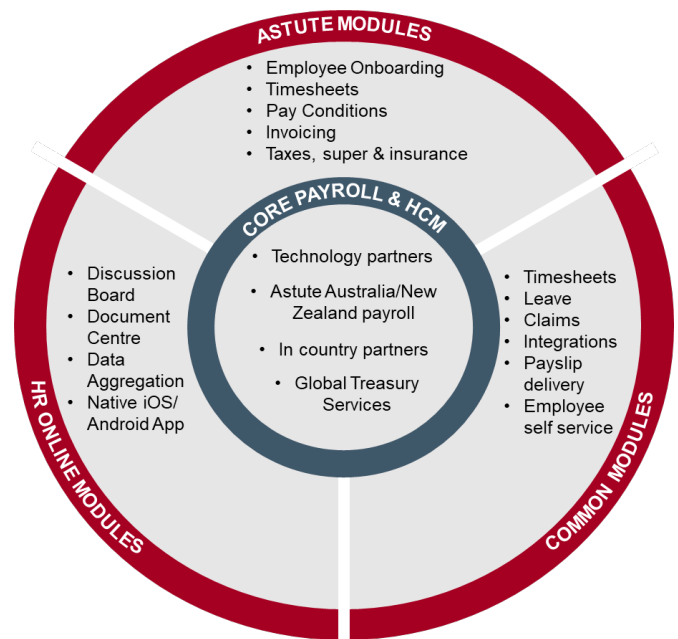 ASTUTE MODULES
• Employee Onboarding
• Timesheets
• Pay Conditions
• Invoicing
• Taxes, super & insurance
CORE PAYROLL & HCM
• Technology partners
• Astute Australia/New
Zealand payroll
• In country partners
• Global Treasury
Services
HR ONLINE MODULES
• Discussion
Board
• Document
Centre
• Data
Aggregation
• Native iOS/
Android App
COMMON MODULES
• Timesheets
• Leave
• Claims
• Integrations
• Payslip
delivery
• Employee
self service